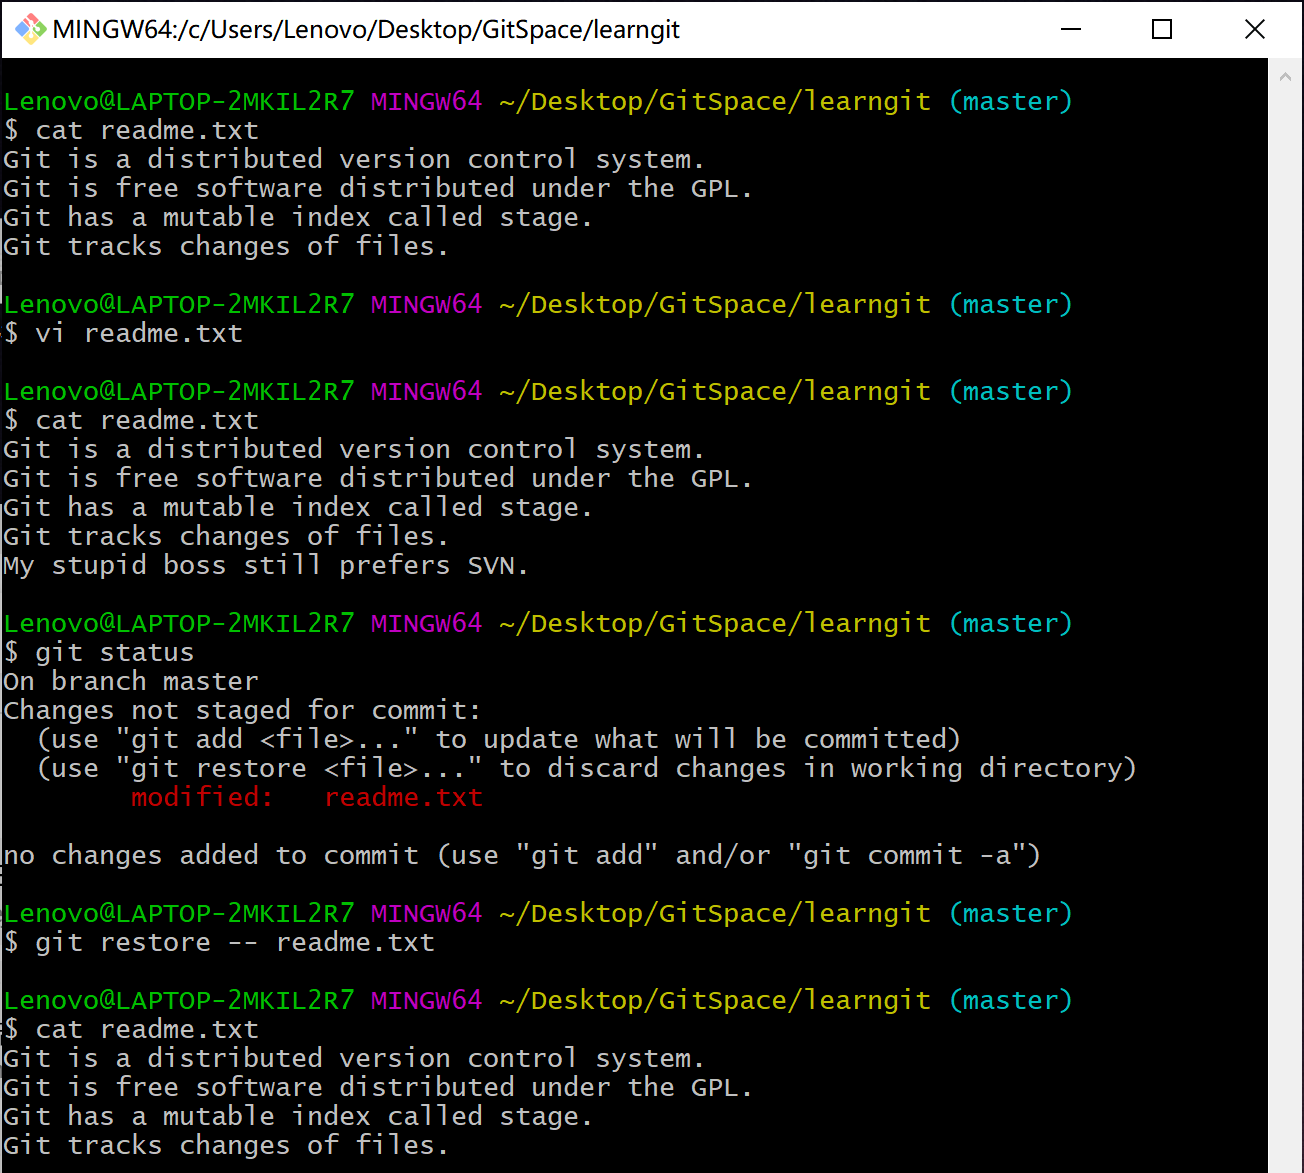 MINGW64:/c/Users/Lenovo/Desktop/GitSpace/learngit
Lenovo@LAPTOP-2MKIL2R7 MINGW64 ~/Desktop/GitSpace/learngit (master)
$ cat readme.txt
Git is a distributed version control system.
Git is free software distributed under the GPL.
Git has a mutable index called stage.
Git tracks changes of files.
Lenovo@LAPTOP-2MKIL2R7 MINGW64 ~/Desktop/GitSpace/learngit (master)
$ vi readme.txt
Lenovo@LAPTOP-2MKIL2R7 MINGW64 ~/Desktop/GitSpace/learngit (master)
$ cat readme.txt
Git is a distributed version control system.
Git is free software distributed under the GPL.
Git has a mutable index called stage.
Git tracks changes of files.
My stupid boss still prefers SVN.
Lenovo@LAPTOP-2MKIL2R7 MINGW64 ~/Desktop/GitSpace/learngit (master)
$ git status
On branch master
Changes not staged for commit:
  (use "git add <file>..." to update what will be committed)
  (use "git restore <file>..." to discard changes in working directory)
        modified:   readme.txt
no changes added to commit (use "git add" and/or "git commit -a")
Lenovo@LAPTOP-2MKIL2R7 MINGW64 ~/Desktop/GitSpace/learngit (master)
$ git restore -- readme.txt
Lenovo@LAPTOP-2MKIL2R7 MINGW64 ~/Desktop/GitSpace/learngit (master)
$ cat readme.txt
Git is a distributed version control system.
Git is free software distributed under the GPL.
Git has a mutable index called stage.
Git tracks changes of files.